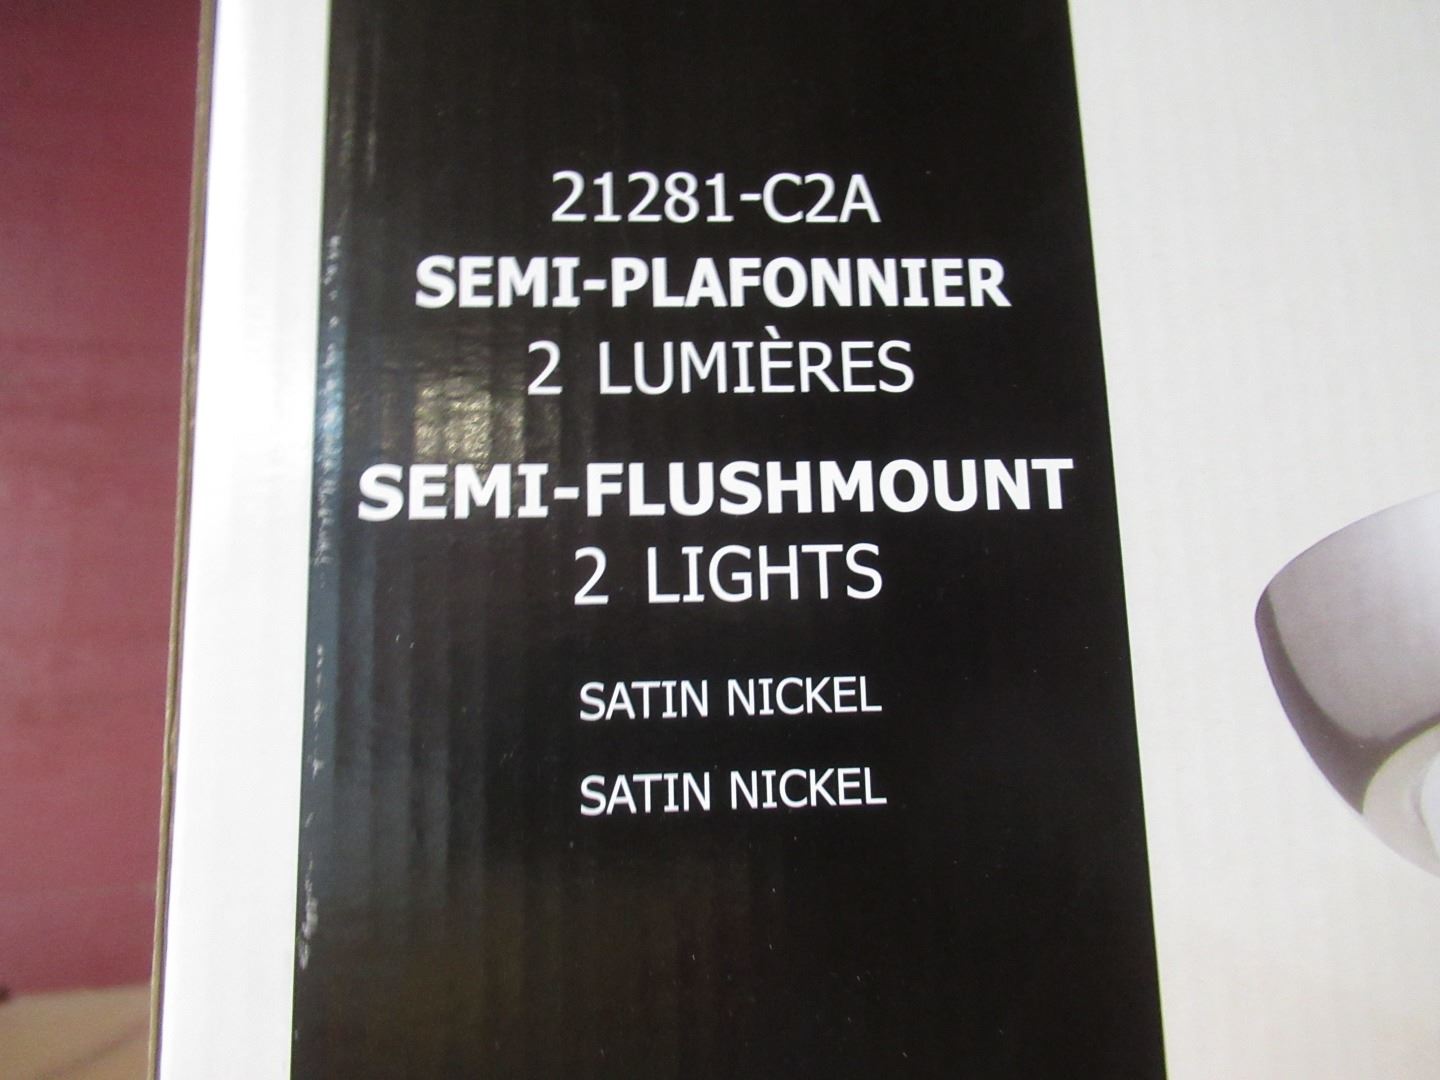 21281-C2A
SEMI-PLAFONNIER
2 LUMIÈRES
SEMI-FLUSHMOUNT
2 LIGHTS
SATIN NICKEL
SATIN NICKEL